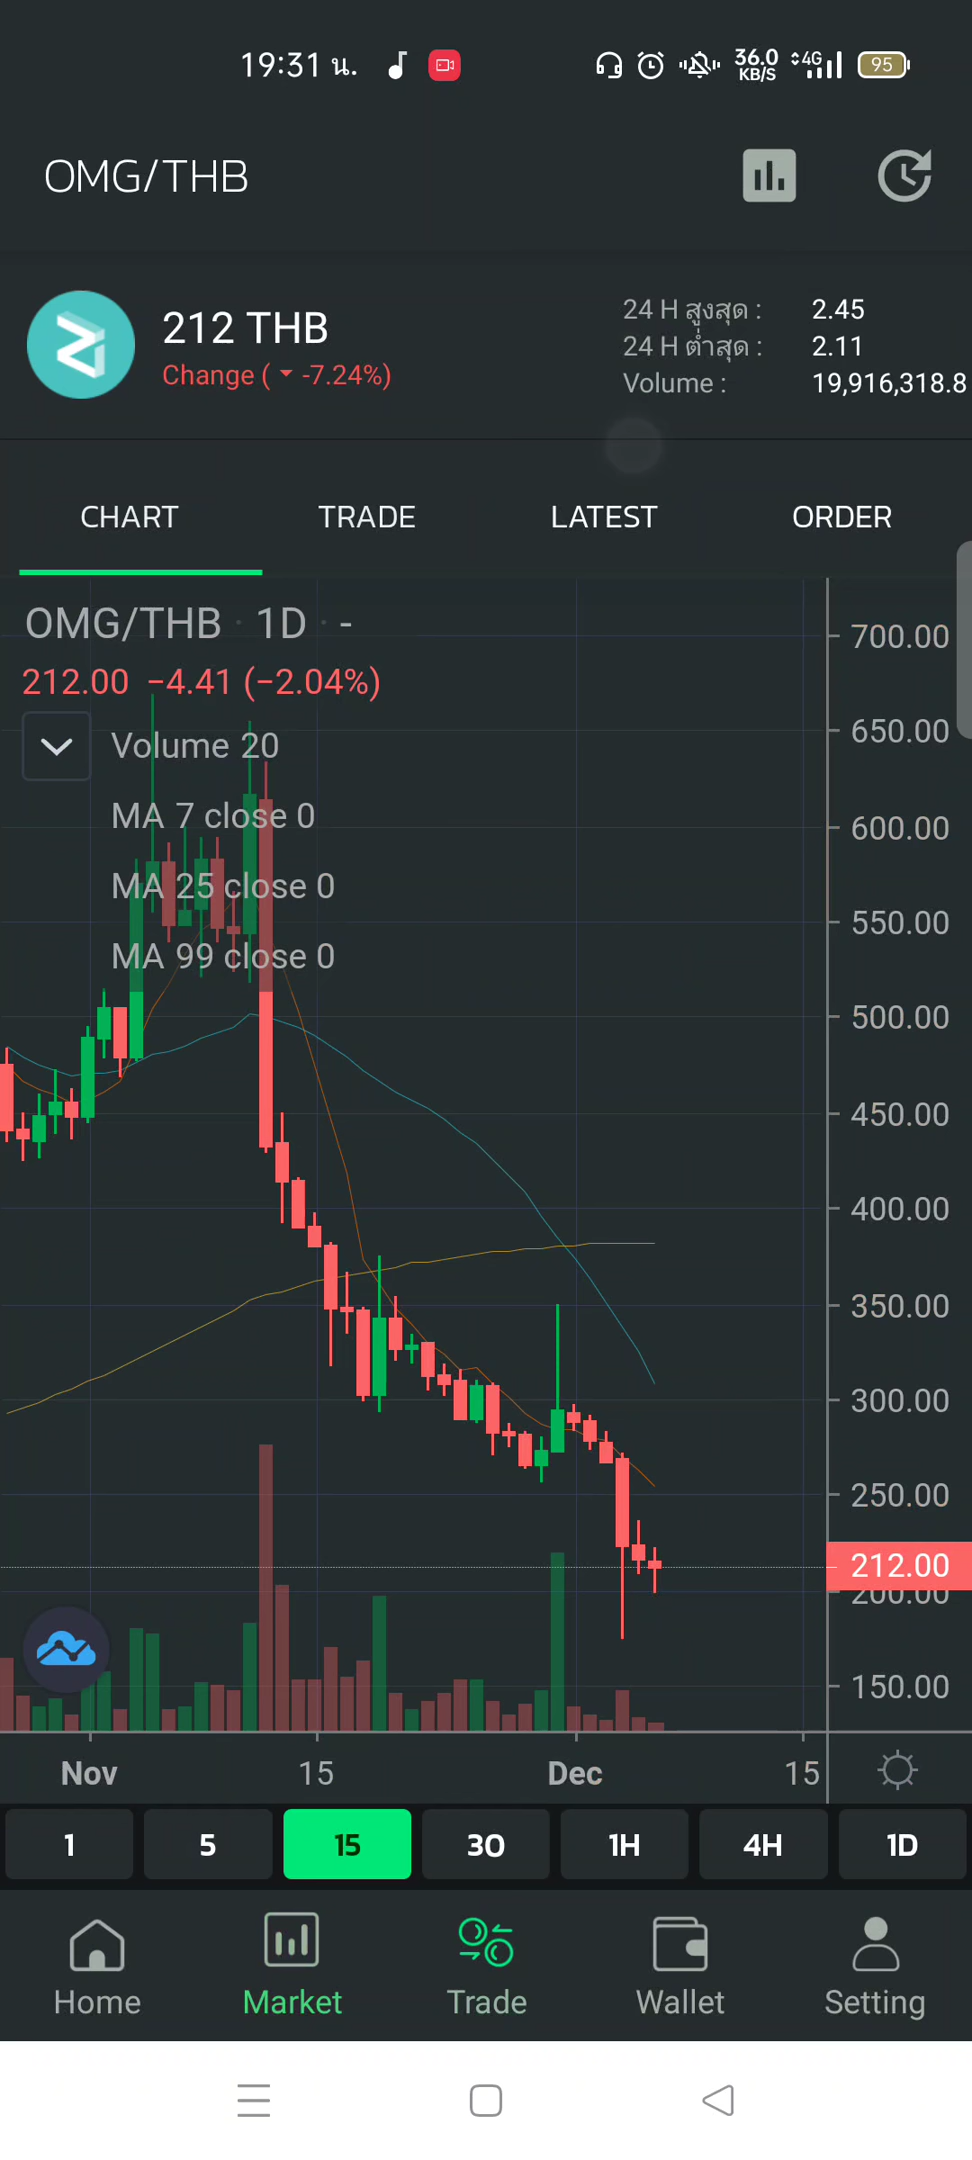 19:31 น.
36.0
KB/S
4G
95
OMG/THB
212 THB
Change ( -7.24%)
24 H สูงสุด : 2.45
24 H ต่ำสุด : 2.11
Volume : 19,916,318.8
CHART TRADE LATEST ORDER
OMG/THB · 1D · -
212.00 −4.41 (−2.04%)
Volume 20
MA 7 close 0
MA 25 close 0
MA 99 close 0
700.00
650.00
600.00
550.00
500.00
450.00
400.00
350.00
300.00
250.00
212.00
200.00
150.00
Nov 15 Dec 15
1 5 15 30 1H 4H 1D
Home Market Trade Wallet Setting